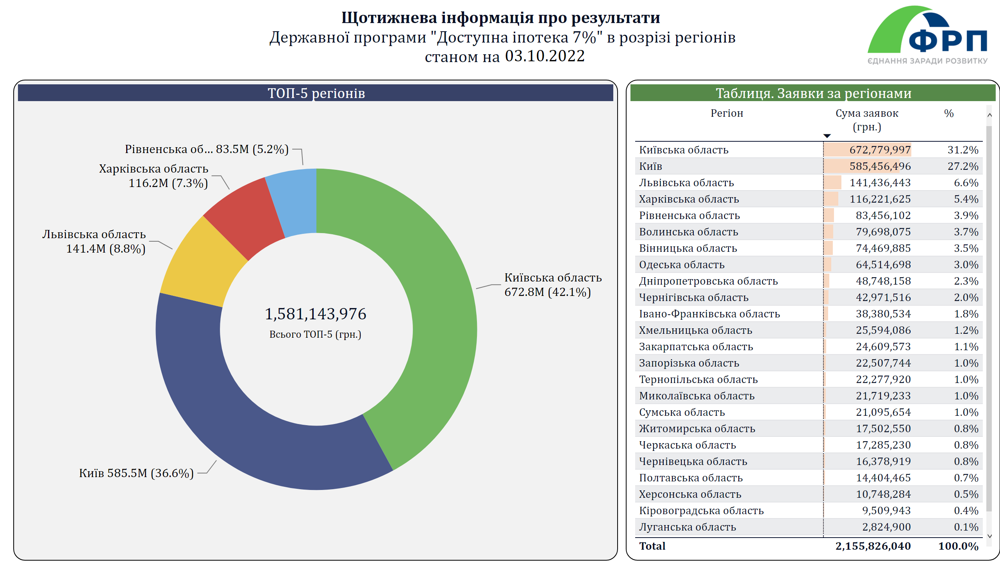 Щотижнева інформація про результати
Державної програми "Доступна іпотека 7%" в розрізі регіонів
станом на 03.10.2022
ФРП
ЄДНАННЯ ЗАРАДИ РОЗВИТКУ
ТОП-5 регіонів
Рівненська об... 83.5M (5.2%)
Харківська область
116.2M (7.3%)
Львівська область
141.4M (8.8%)
Київська область
672.8M (42.1%)
1,581,143,976
Всього ТОП-5 (грн.)
Київ 585.5M (36.6%)
Таблиця. Заявки за регіонами
Регіон Сума заявок %
(грн.)
Київська область 672,779,997 31.2%
Київ 585,456,496 27.2%
Львівська область 141,436,443 6.6%
Харківська область 116,221,625 5.4%
Рівненська область 83,456,102 3.9%
Волинська область 79,698,075 3.7%
Вінницька область 74,469,885 3.5%
Одеська область 64,514,698 3.0%
Дніпропетровська область 48,748,158 2.3%
Чернігівська область 42,971,516 2.0%
Івано-Франківська область 38,380,534 1.8%
Хмельницька область 25,594,086 1.2%
Закарпатська область 24,609,573 1.1%
Запорізька область 22,507,744 1.0%
Тернопільська область 22,277,920 1.0%
Миколаївська область 21,719,233 1.0%
Сумська область 21,095,654 1.0%
Житомирська область 17,502,550 0.8%
Черкаська область 17,285,230 0.8%
Чернівецька область 16,378,919 0.8%
Полтавська область 14,404,465 0.7%
Херсонська область 10,748,284 0.5%
Кіровоградська область 9,509,943 0.4%
Луганська область 2,824,900 0.1%
Total 2,155,826,040 100.0%